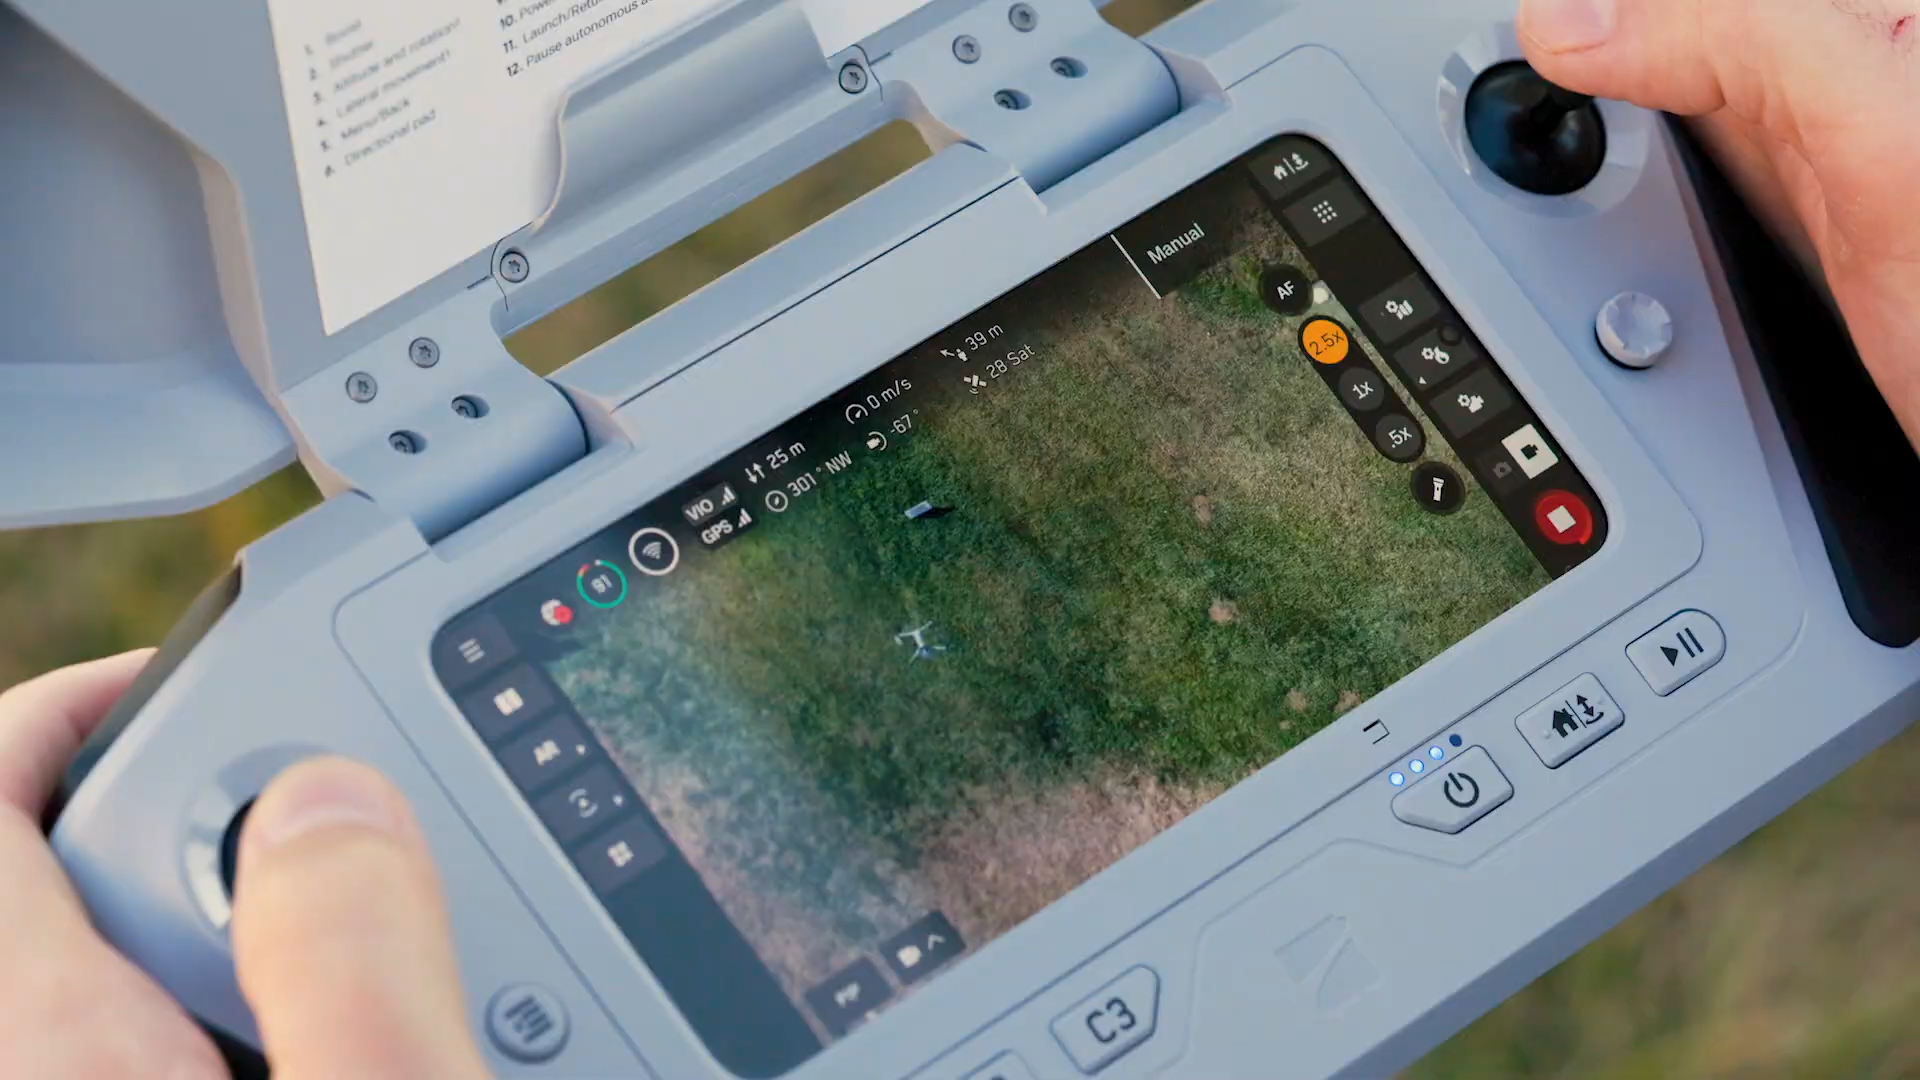 1.
2. Shutter
3. Altitude and rotation†
4. Lateral movement†
5. Menu/Back
6. Directional pad
10. Power
11. Launch/Retu
12. Pause autonomous a
Manual
AF
2.5x
1x
.5x
39 m
28 Sat
0 m/s
-67°
25 m
301° NW
VIO
GPS
91
AR
C3